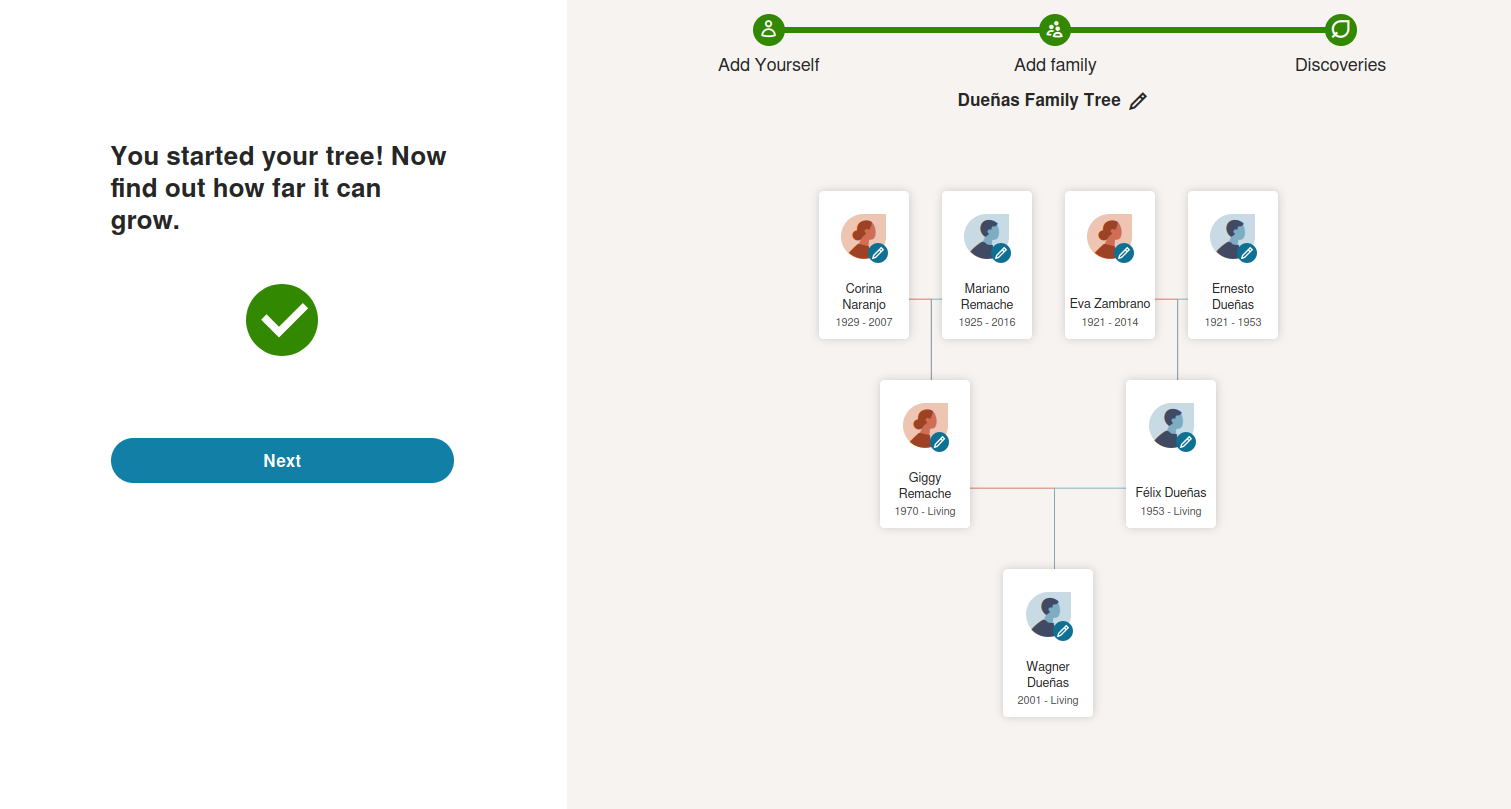 Add Yourself
Add family
Discoveries
Dueñas Family Tree
You started your tree! Now
find out how far it can
grow.
Next
Corina
Naranjo
1929 - 2007
Mariano
Remache
1925 - 2016
Eva Zambrano
1921 - 2014
Ernesto
Dueñas
1921 - 1953
Giggy
Remache
1970 - Living
Félix Dueñas
1953 - Living
Wagner
Dueñas
2001 - Living